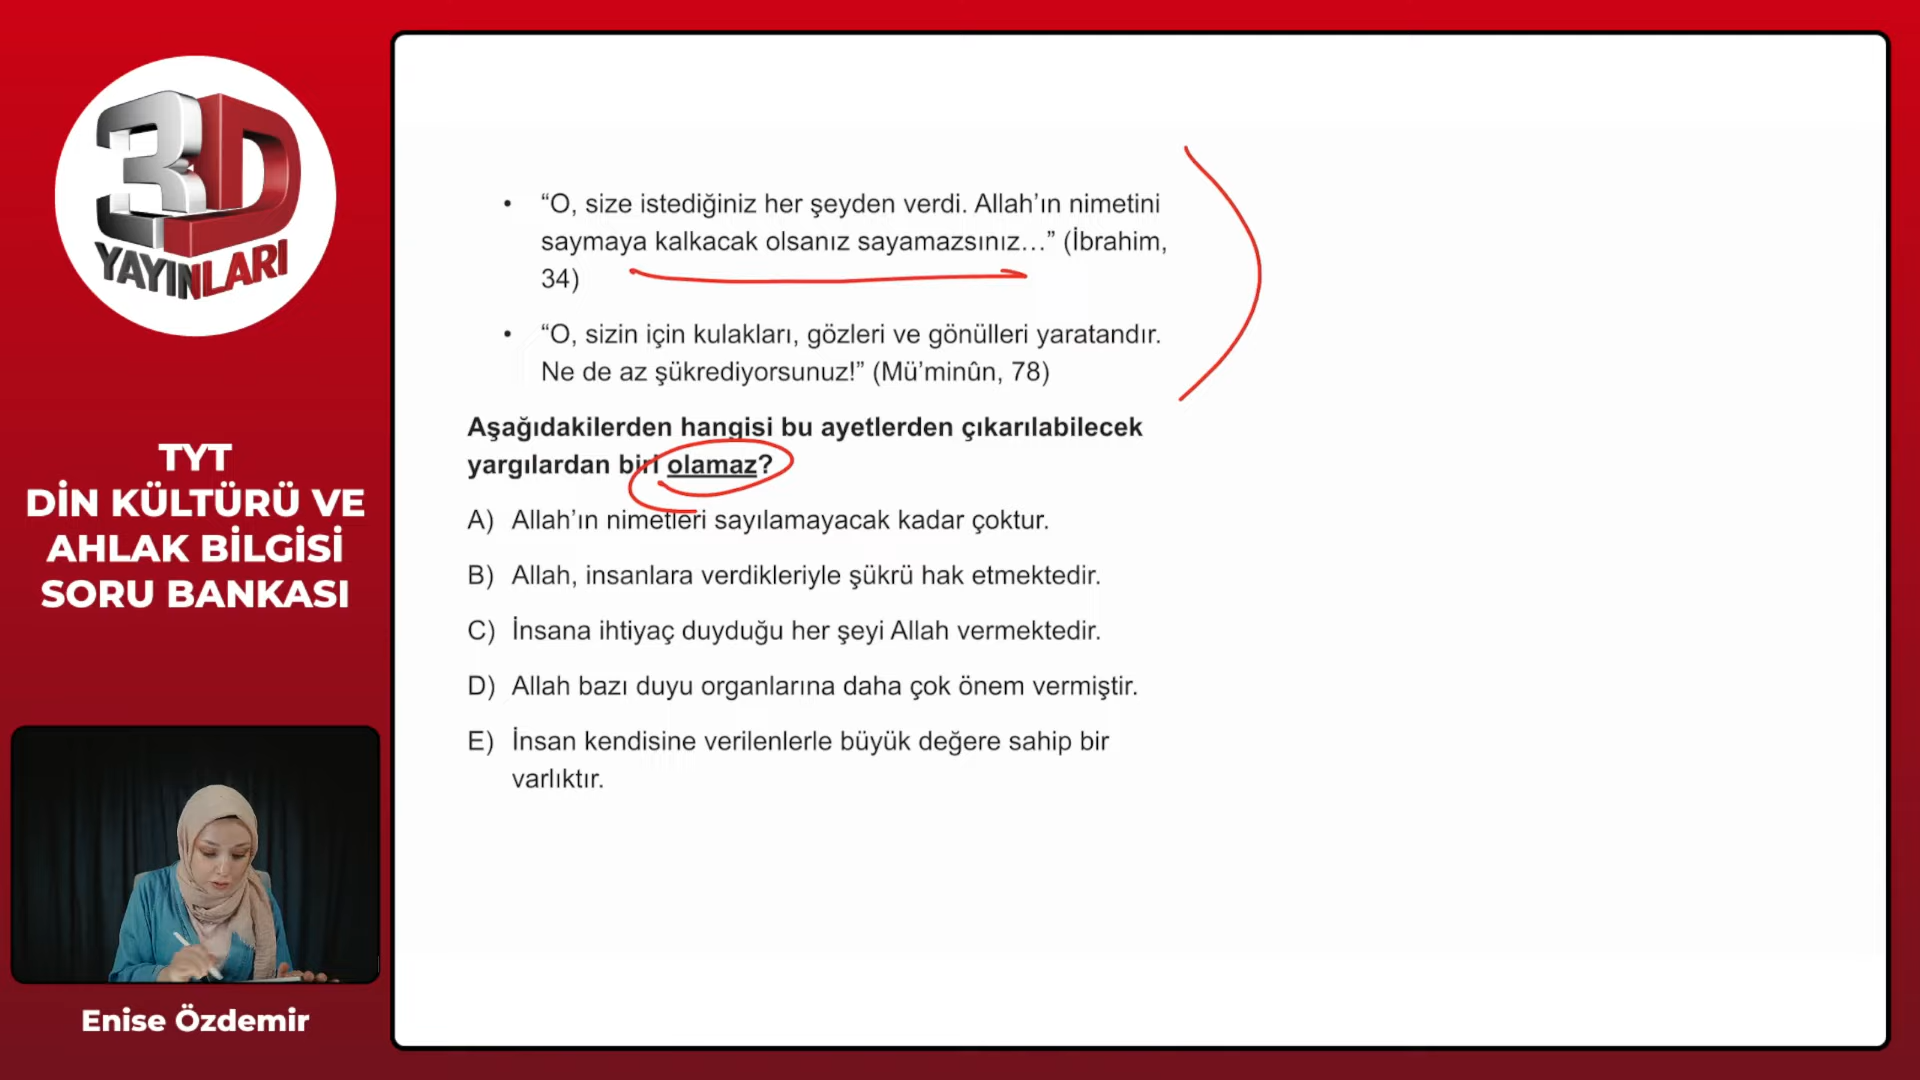 3D
YAYINLARI
TYT
DİN KÜLTÜRÜ VE
AHLAK BİLGİSİ
SORU BANKASI
Enise Özdemir
• “O, size istediğiniz her şeyden verdi. Allah’ın nimetini
saymaya kalkacak olsanız sayamazsınız…” (İbrahim,
34)
• “O, sizin için kulakları, gözleri ve gönülleri yaratandır.
Ne de az şükrediyorsunuz!” (Mü’minûn, 78)
Aşağıdakilerden hangisi bu ayetlerden çıkarılabilecek
yargılardan biri olamaz?
A) Allah’ın nimetleri sayılamayacak kadar çoktur.
B) Allah, insanlara verdikleriyle şükrü hak etmektedir.
C) İnsana ihtiyaç duyduğu her şeyi Allah vermektedir.
D) Allah bazı duyu organlarına daha çok önem vermiştir.
E) İnsan kendisine verilenlerle büyük değere sahip bir
varlıktır.